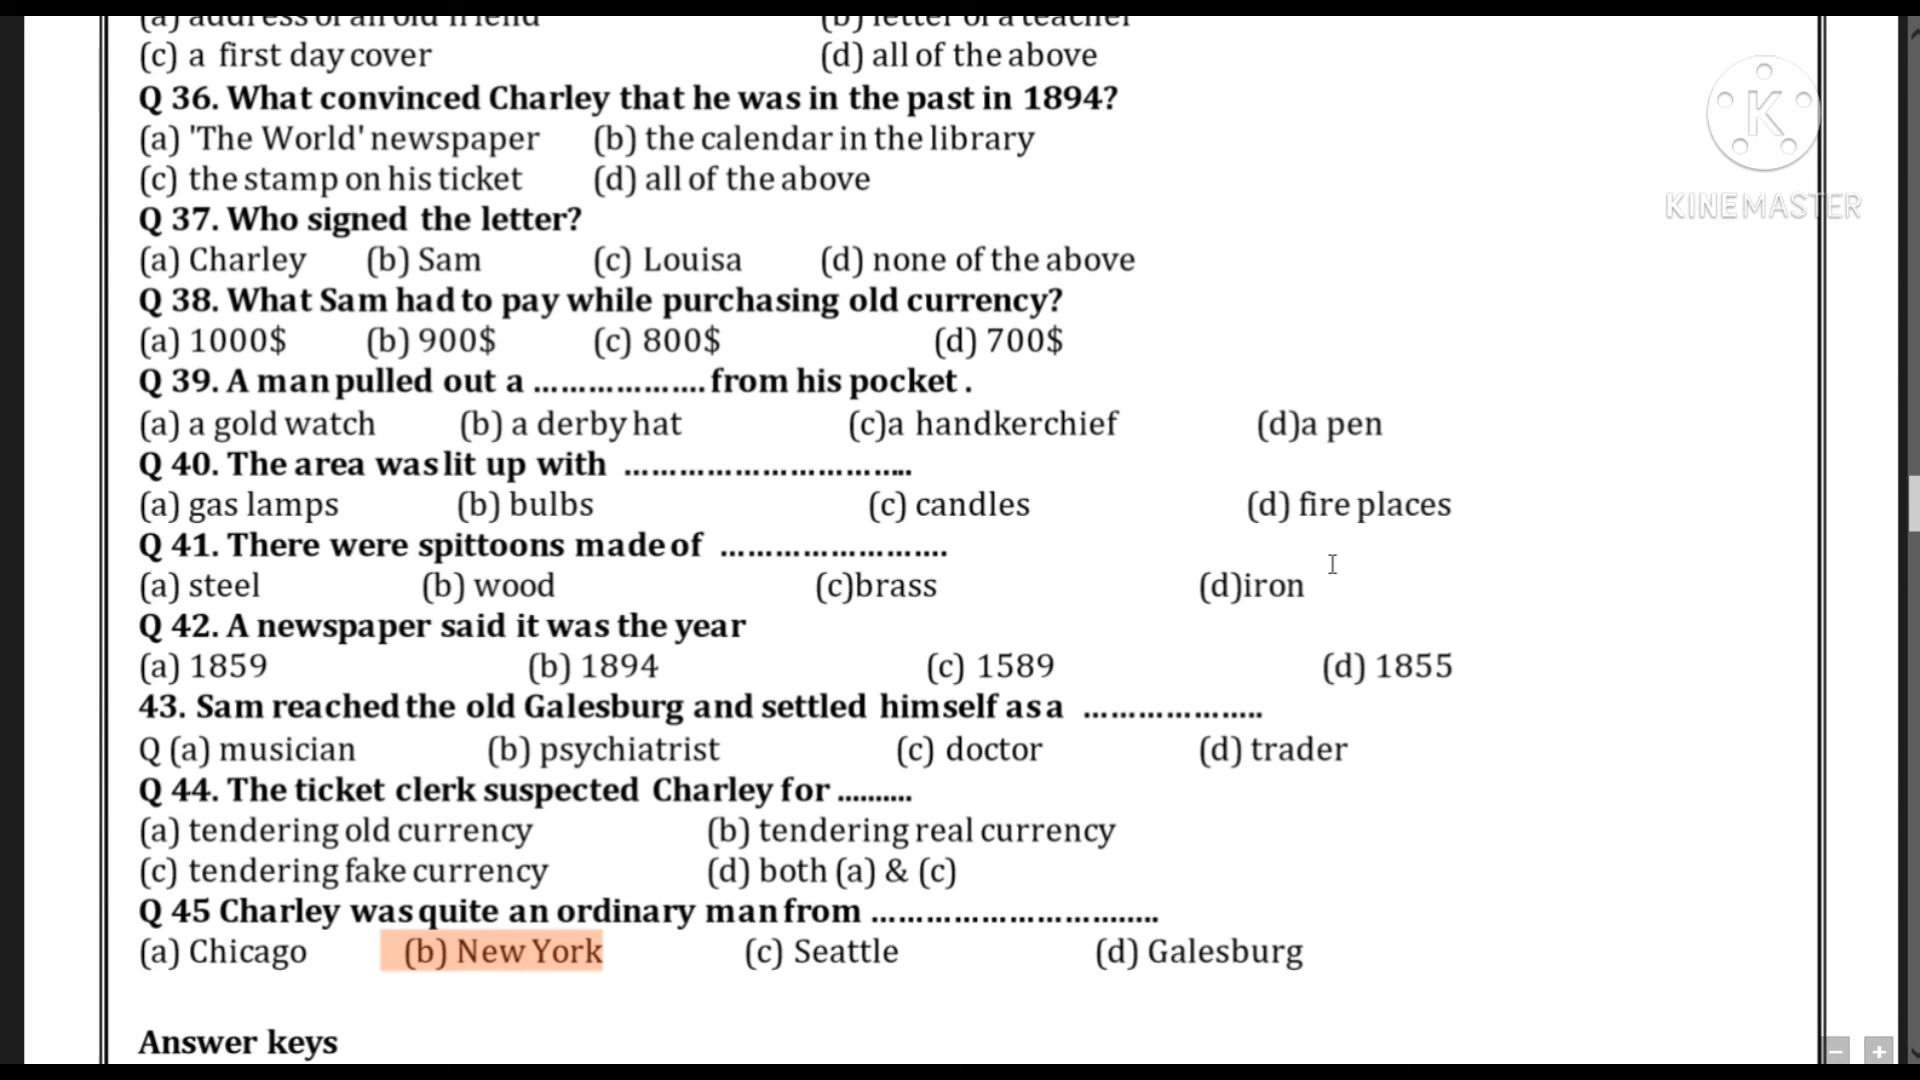 (a) address of an old friend (b) letter of a teacher
(c) a first day cover (d) all of the above
Q 36. What convinced Charley that he was in the past in 1894?
(a) 'The World' newspaper (b) the calendar in the library
(c) the stamp on his ticket (d) all of the above
Q 37. Who signed the letter?
(a) Charley (b) Sam (c) Louisa (d) none of the above
Q 38. What Sam had to pay while purchasing old currency?
(a) 1000$ (b) 900$ (c) 800$ (d) 700$
Q 39. A man pulled out a ................. from his pocket .
(a) a gold watch (b) a derby hat (c)a handkerchief (d)a pen
Q 40. The area was lit up with ..............................
(a) gas lamps (b) bulbs (c) candles (d) fire places
Q 41. There were spittoons made of ........................
(a) steel (b) wood (c)brass (d)iron
Q 42. A newspaper said it was the year
(a) 1859 (b) 1894 (c) 1589 (d) 1855
43. Sam reached the old Galesburg and settled himself as a ...................
Q (a) musician (b) psychiatrist (c) doctor (d) trader
Q 44. The ticket clerk suspected Charley for ..........
(a) tendering old currency (b) tendering real currency
(c) tendering fake currency (d) both (a) & (c)
Q 45 Charley was quite an ordinary man from ..............................
(a) Chicago (b) New York (c) Seattle (d) Galesburg
Answer keys
K
KINEMASTER